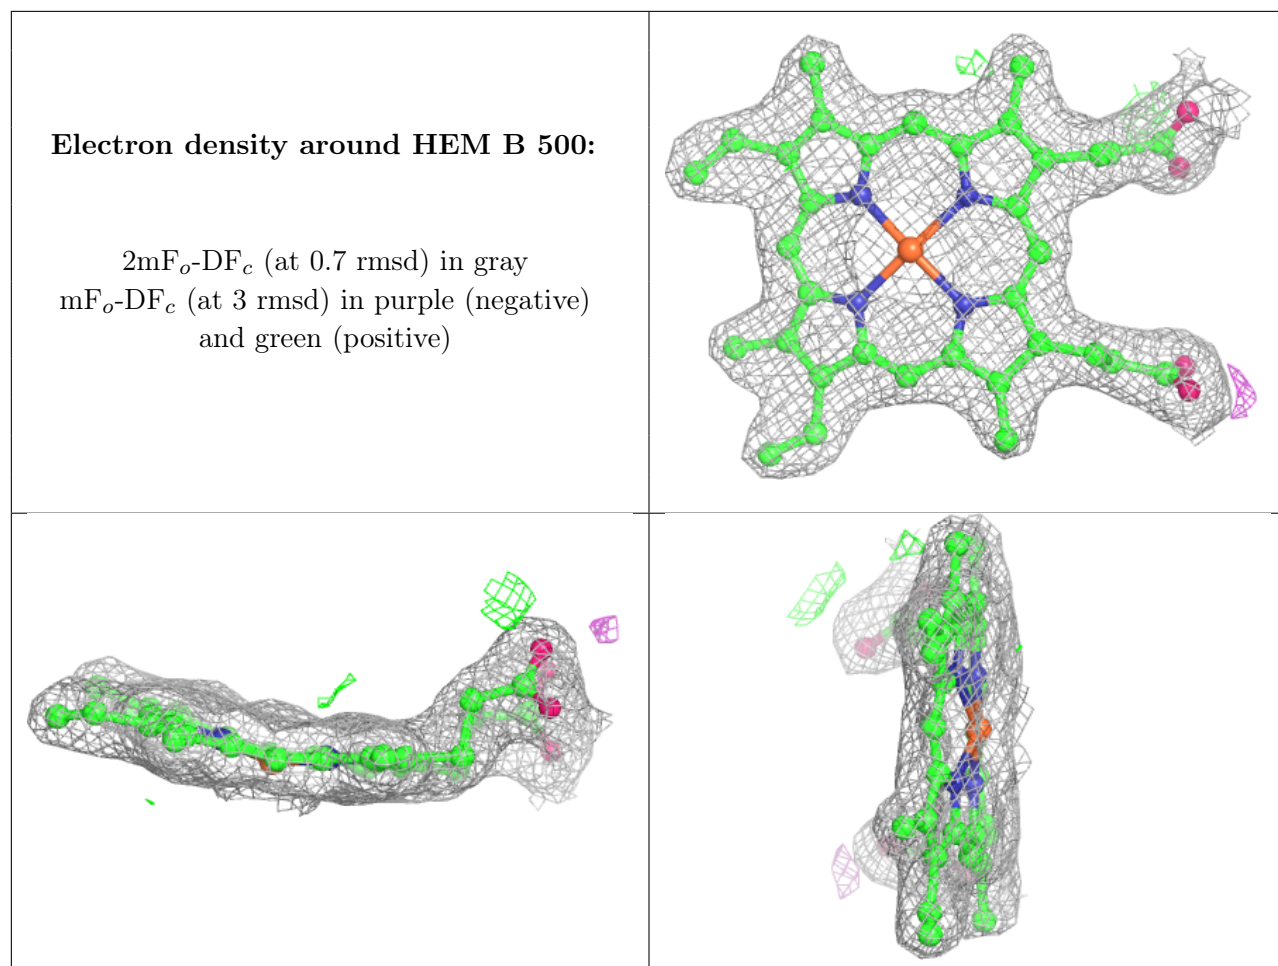 Electron density around HEM B 500:
2mFo-DFc (at 0.7 rmsd) in gray
mFo-DFc (at 3 rmsd) in purple (negative)
and green (positive)